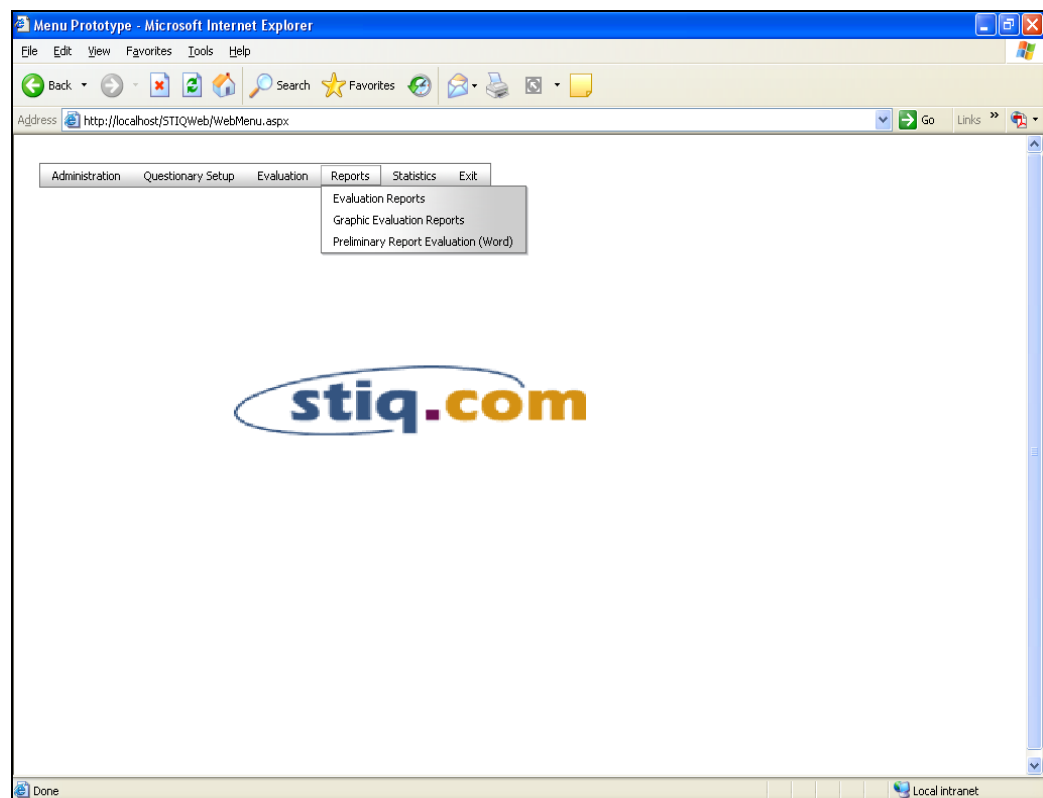 Menu Prototype - Microsoft Internet Explorer
File Edit View Favorites Tools Help
Back Search Favorites
Address http://localhost/STIQWeb/WebMenu.aspx Go Links »
Administration Questionary Setup Evaluation Reports Statistics Exit
Evaluation Reports
Graphic Evaluation Reports
Preliminary Report Evaluation (Word)
stiq.com
Done Local intranet